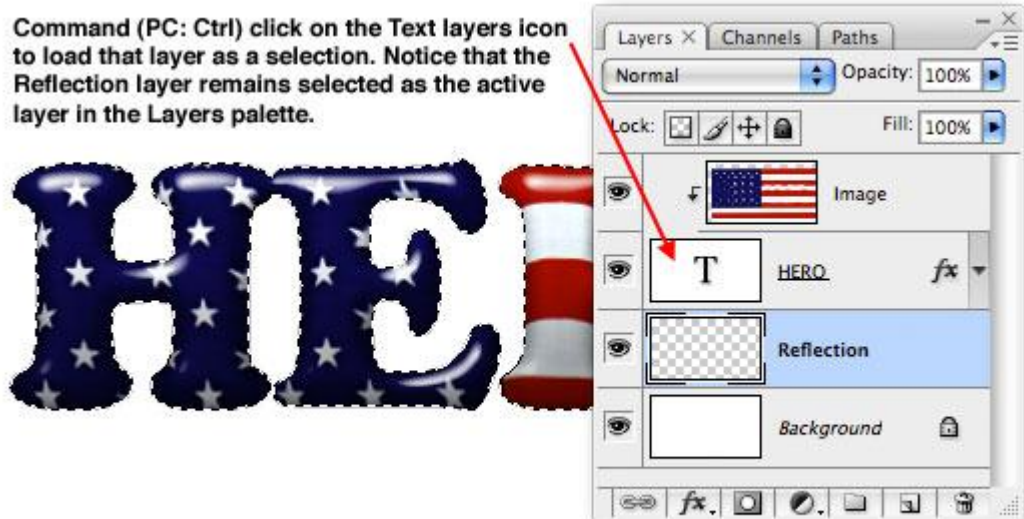 Command (PC: Ctrl) click on the Text layers icon
to load that layer as a selection. Notice that the
Reflection layer remains selected as the active
layer in the Layers palette.
HE
Layers × Channels Paths
Normal Opacity: 100%
Lock: Fill: 100%
Image
T HERO fx
Reflection
Background
fx.